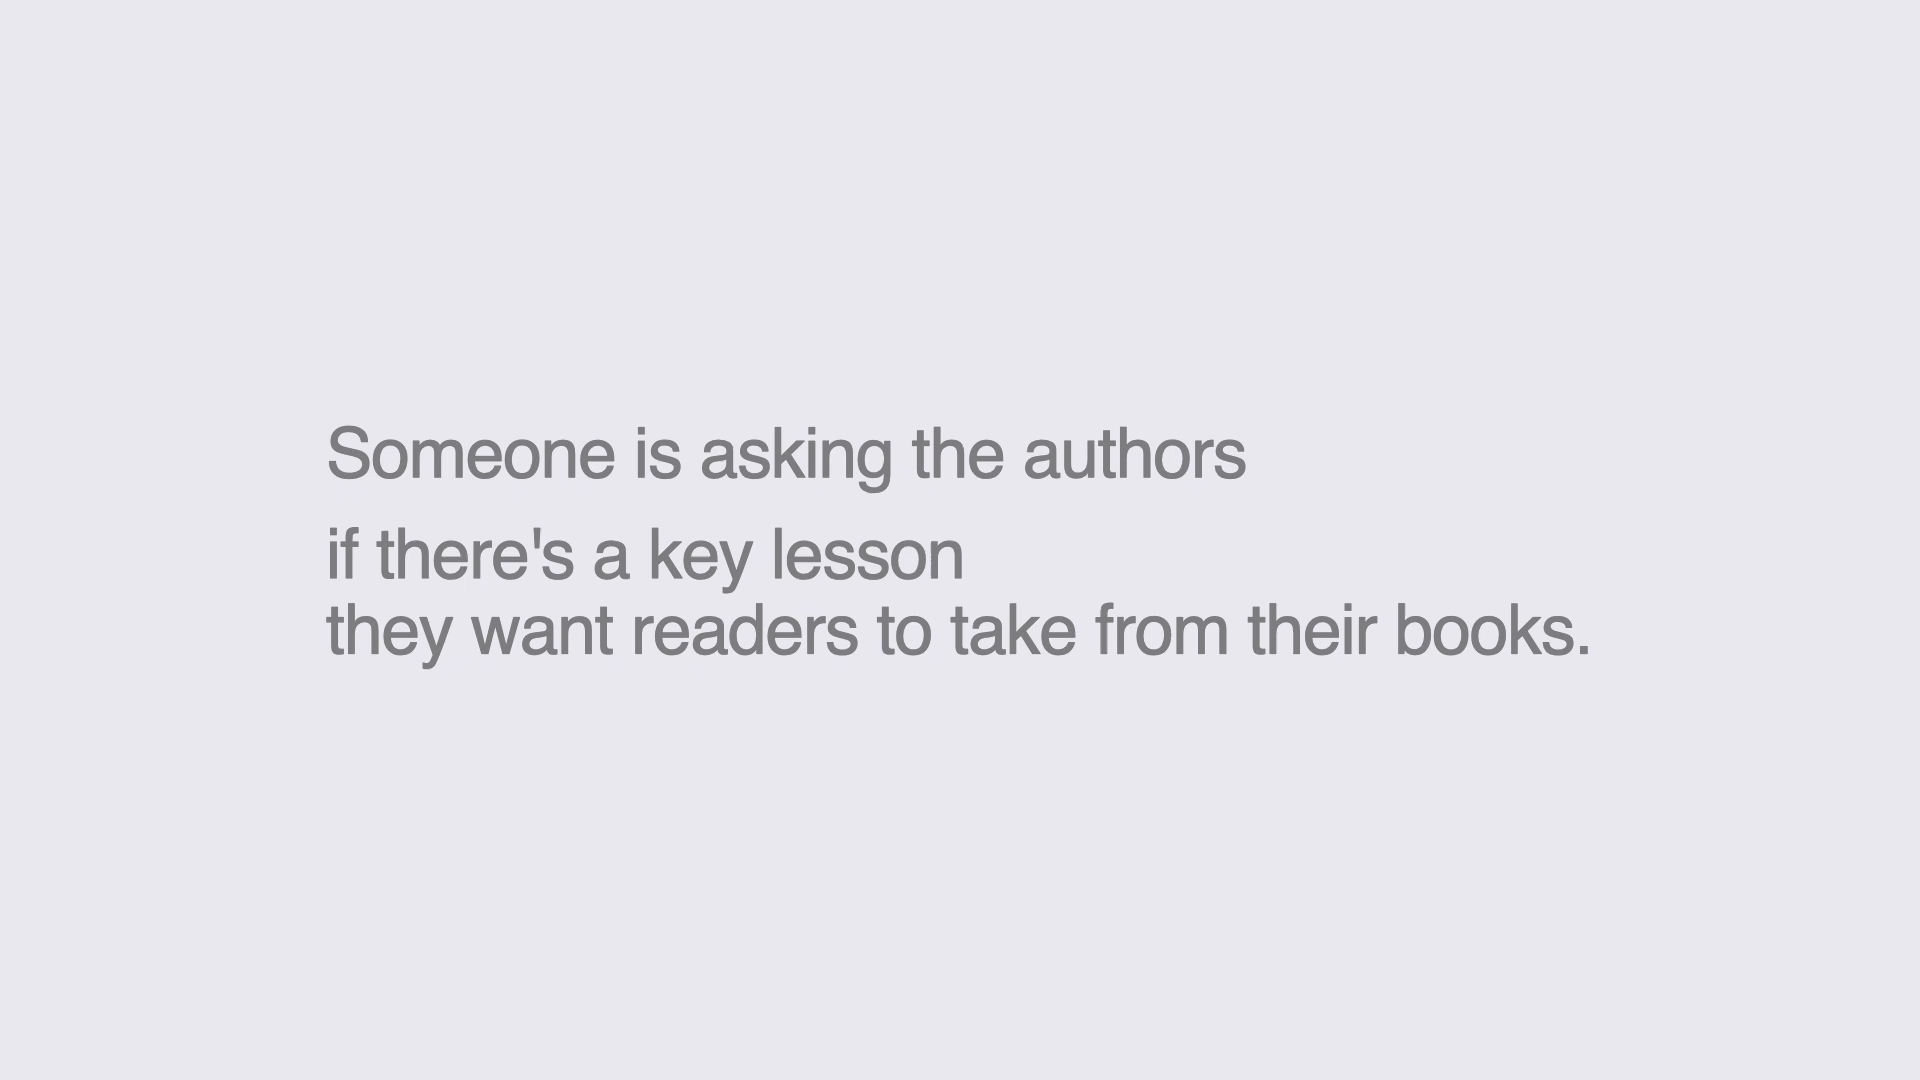 Someone is asking the authors
if there's a key lesson
they want readers to take from their books.